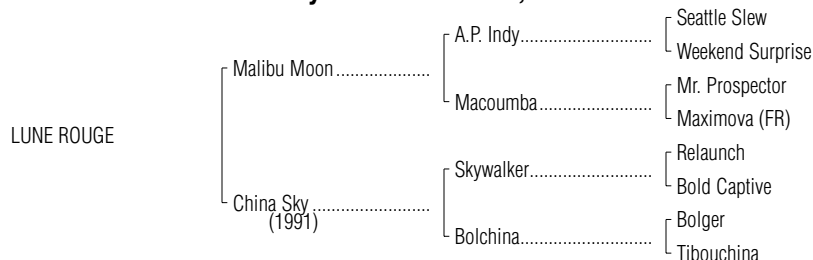 Seattle Slew
A.P. Indy
Weekend Surprise
Malibu Moon
Mr. Prospector
Macoumba
Maximova (FR)
LUNE ROUGE
Relaunch
Skywalker
Bold Captive
China Sky
(1991)
Bolger
Bolchina
Tibouchina